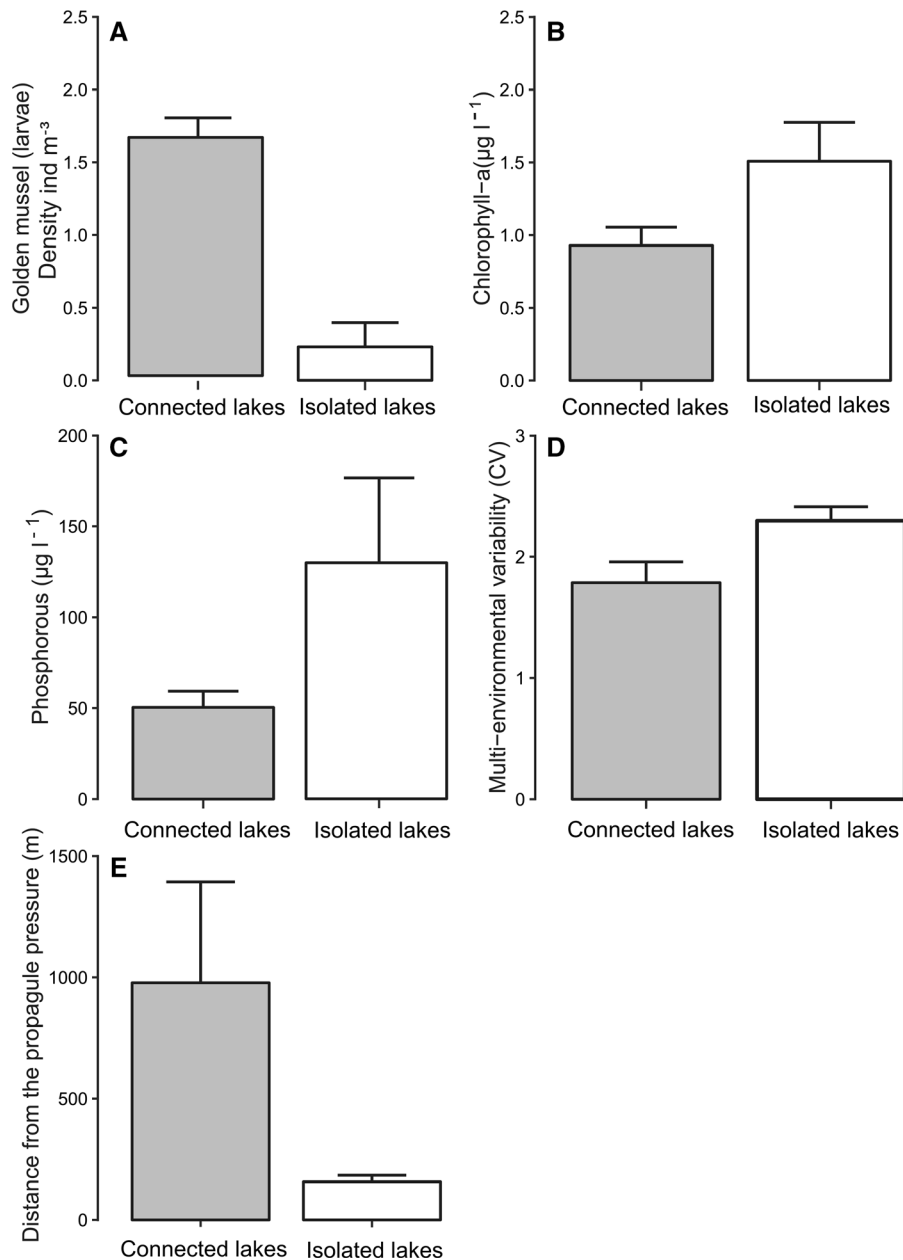 A
Golden mussel (larvae)
Density ind m⁻³
2.5
2.0
1.5
1.0
0.5
0.0
Connected lakes
Isolated lakes
B
Chlorophyll−a(µg l⁻¹)
2.5
2.0
1.5
1.0
0.5
0.0
Connected lakes
Isolated lakes
C
Phosphorous (µg l⁻¹)
200
150
100
50
0
Connected lakes
Isolated lakes
D
Multi−environmental variability (CV)
3
2
1
0
Connected lakes
Isolated lakes
E
Distance from the propagule pressure (m)
1500
1000
500
0
Connected lakes
Isolated lakes